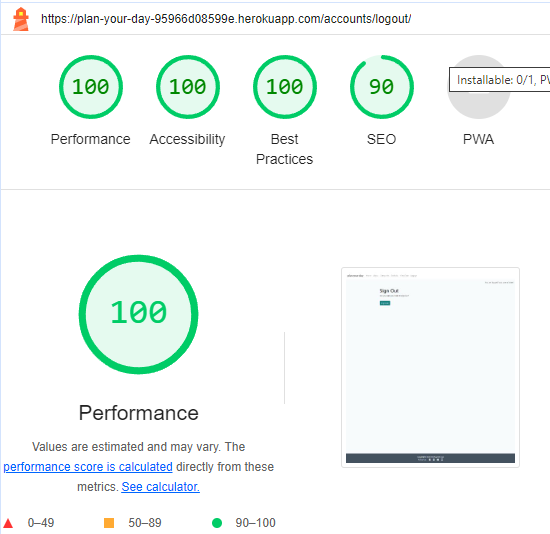 https://plan-your-day-95966d08599e.herokuapp.com/accounts/logout/
100
100
100
90
Installable: 0/1, PV
Performance
Accessibility
Best
Practices
SEO
PWA
100
Sign Out
Performance
Values are estimated and may vary. The
performance score is calculated directly from these
metrics. See calculator.
0–49
50–89
90–100